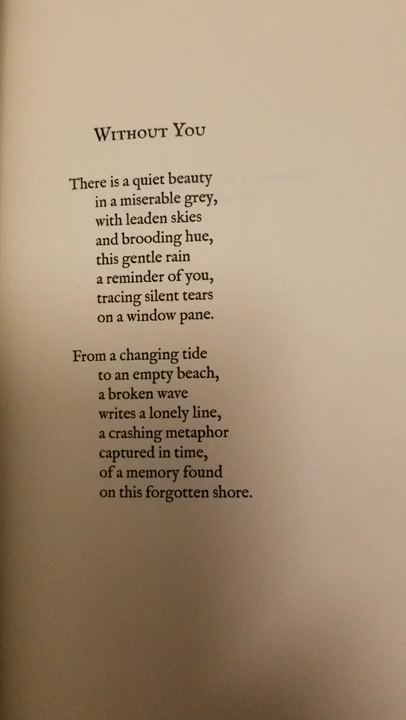 Without You
There is a quiet beauty
in a miserable grey,
with leaden skies
and brooding hue,
this gentle rain
a reminder of you,
tracing silent tears
on a window pane.
From a changing tide
to an empty beach,
a broken wave
writes a lonely line,
a crashing metaphor
captured in time,
of a memory found
on this forgotten shore.